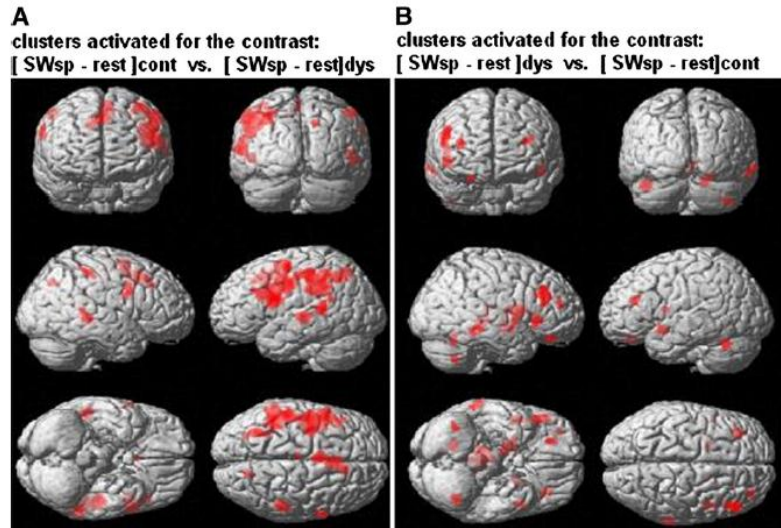 A
clusters activated for the contrast:
[ SWsp - rest ]cont vs. [ SWsp - rest]dys
B
clusters activated for the contrast:
[ SWsp - rest ]dys vs. [ SWsp - rest]cont